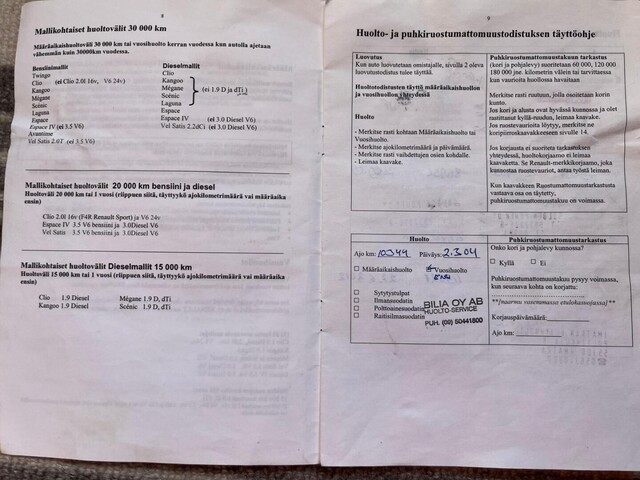 8
Mallikohtaiset huoltovälit 30 000 km
Määräaikaishuoltoväli 30 000 km tai vuosihuolto kerran vuodessa kun autolla ajetaan
vähemmän kuin 30000km vuodessa.
Bensiinimallit
Twingo
Clio (ei Clio 2.0l 16v, V6 24v)
Kangoo
Mégane
Scénic
Laguna
Espace
Espace IV (ei 3.5 V6)
Avantime
Vel Satis 2.0T (ei 3.5 V6)
Dieselmallit
Clio
Kangoo
Mégane (ei 1.9 D ja dTi)
Scénic
Laguna
Espace
Espace IV (ei 3.0 Diesel V6)
Vel Satis 2.2dCi (ei 3.0 Diesel V6)
Mallikohtaiset huoltovälit 20 000 km bensiini ja diesel
Huoltoväli 20 000 km tai 1 vuosi (riippuen siitä, täyttyykö ajokilometrimäärä vai määräaika
ensin)
Clio 2.0l 16v (F4R Renault Sport) ja V6 24v
Espace IV 3.5 V6 bensiini ja 3.0Diesel V6
Vel Satis 3.5 V6 bensiini ja 3.0Diesel V6
Mallikohtaiset huoltovälit Dieselmallit 15 000 km
Huoltoväli 15 000 km tai 1 vuosi (riippuen siitä, täyttyykö ajokilometrimäärä vai määräaika
ensin)
Clio 1.9 Diesel Mégane 1.9 D, dTi
Kangoo 1.9 Diesel Scénic 1.9D, dTi
9
Huolto- ja puhkiruostumattomuustodistuksen täyttöohje
Luovutus
Kun auto luovutetaan omistajalle, sivulla 2 oleva
luovutustodistus tulee täyttää.
Huoltotodistusten täyttö määräaikaishuollon
ja vuosihuollon yhteydessä
Huolto
- Merkitse rasti kohtaan Määräaikaishuolto tai
Vuosihuolto.
- Merkitse ajokilometrimäärä ja päivämäärä.
- Merkitse rasti vaihdettujen osien kohdalle.
- Leimaa kaavake.
Puhkiruostumattomuuskuntuksen tarkastus
(kori ja pohjalevy) suoritetaan 60 000, 120 000
180 000 jne. kilometrin välein tai tarvittaessa
kun vaurioita huollossa havaitaan
Merkitse rasti ruutuun, jolla osoitetaan korin
kunto.
Jos kori ja alusta ovat hyvässä kunnossa ja olet
rastittanut kyllä-ruudun, leimaa kaavake.
Jos ruostevaurioita löytyy, merkitse ne
koripiirroskaavakkeeseen sivulle 14.
Jos korjausta ei suoriteta tarkastuksen
yhteydessä, huoltokorjaamo ei leimaa
kaavaketta. Se Renault-merkkikorjaamo, joka
kunnostaa ruostevauriot, antaa työstä leiman.
Kun kaavakkeen Ruostumattomuustarkastusta
vastaava osa on täytetty,
puhkiruostumattomuustakuu on voimassa.
Huolto
Ajo km: 10344 Päiväys: 2.3.04
Määräaikaishuolto Vuosihuolto
Sytytystulpat
Ilmansuodatin
Polttoainesuodatin
Raitisilmasuodatin
BILIA OY AB
HUOLTO-SERVICE
PUH. (09) 50441800
Puhkiruostumattomuustarkastus
Onko kori ja pohjalevy kunnossa?
Kyllä Ei
Puhkiruostumattomuustakuu pysyy voimassa,
kun seuraava kohta on korjattu:
Korjauspäivämäärä:
Ajo km: